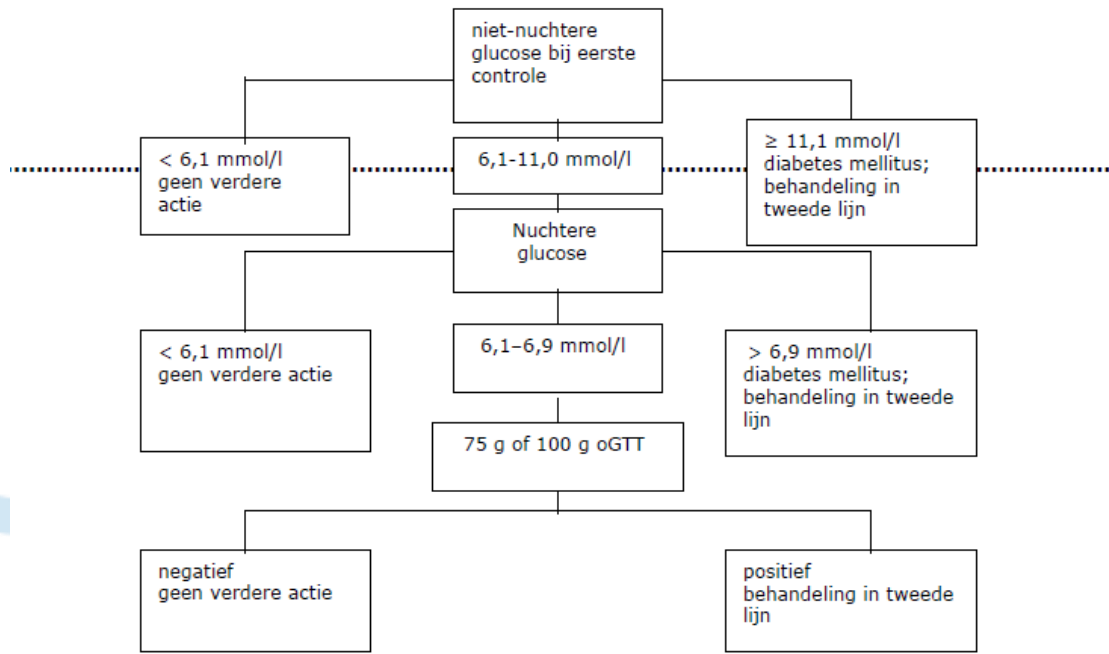 niet-nuchtere
glucose bij eerste
controle
< 6,1 mmol/l
geen verdere
actie
6,1-11,0 mmol/l
≥ 11,1 mmol/l
diabetes mellitus;
behandeling in
tweede lijn
Nuchtere
glucose
< 6,1 mmol/l
geen verdere actie
6,1–6,9 mmol/l
> 6,9 mmol/l
diabetes mellitus;
behandeling in tweede
lijn
75 g of 100 g oGTT
negatief
geen verdere actie
positief
behandeling in tweede
lijn